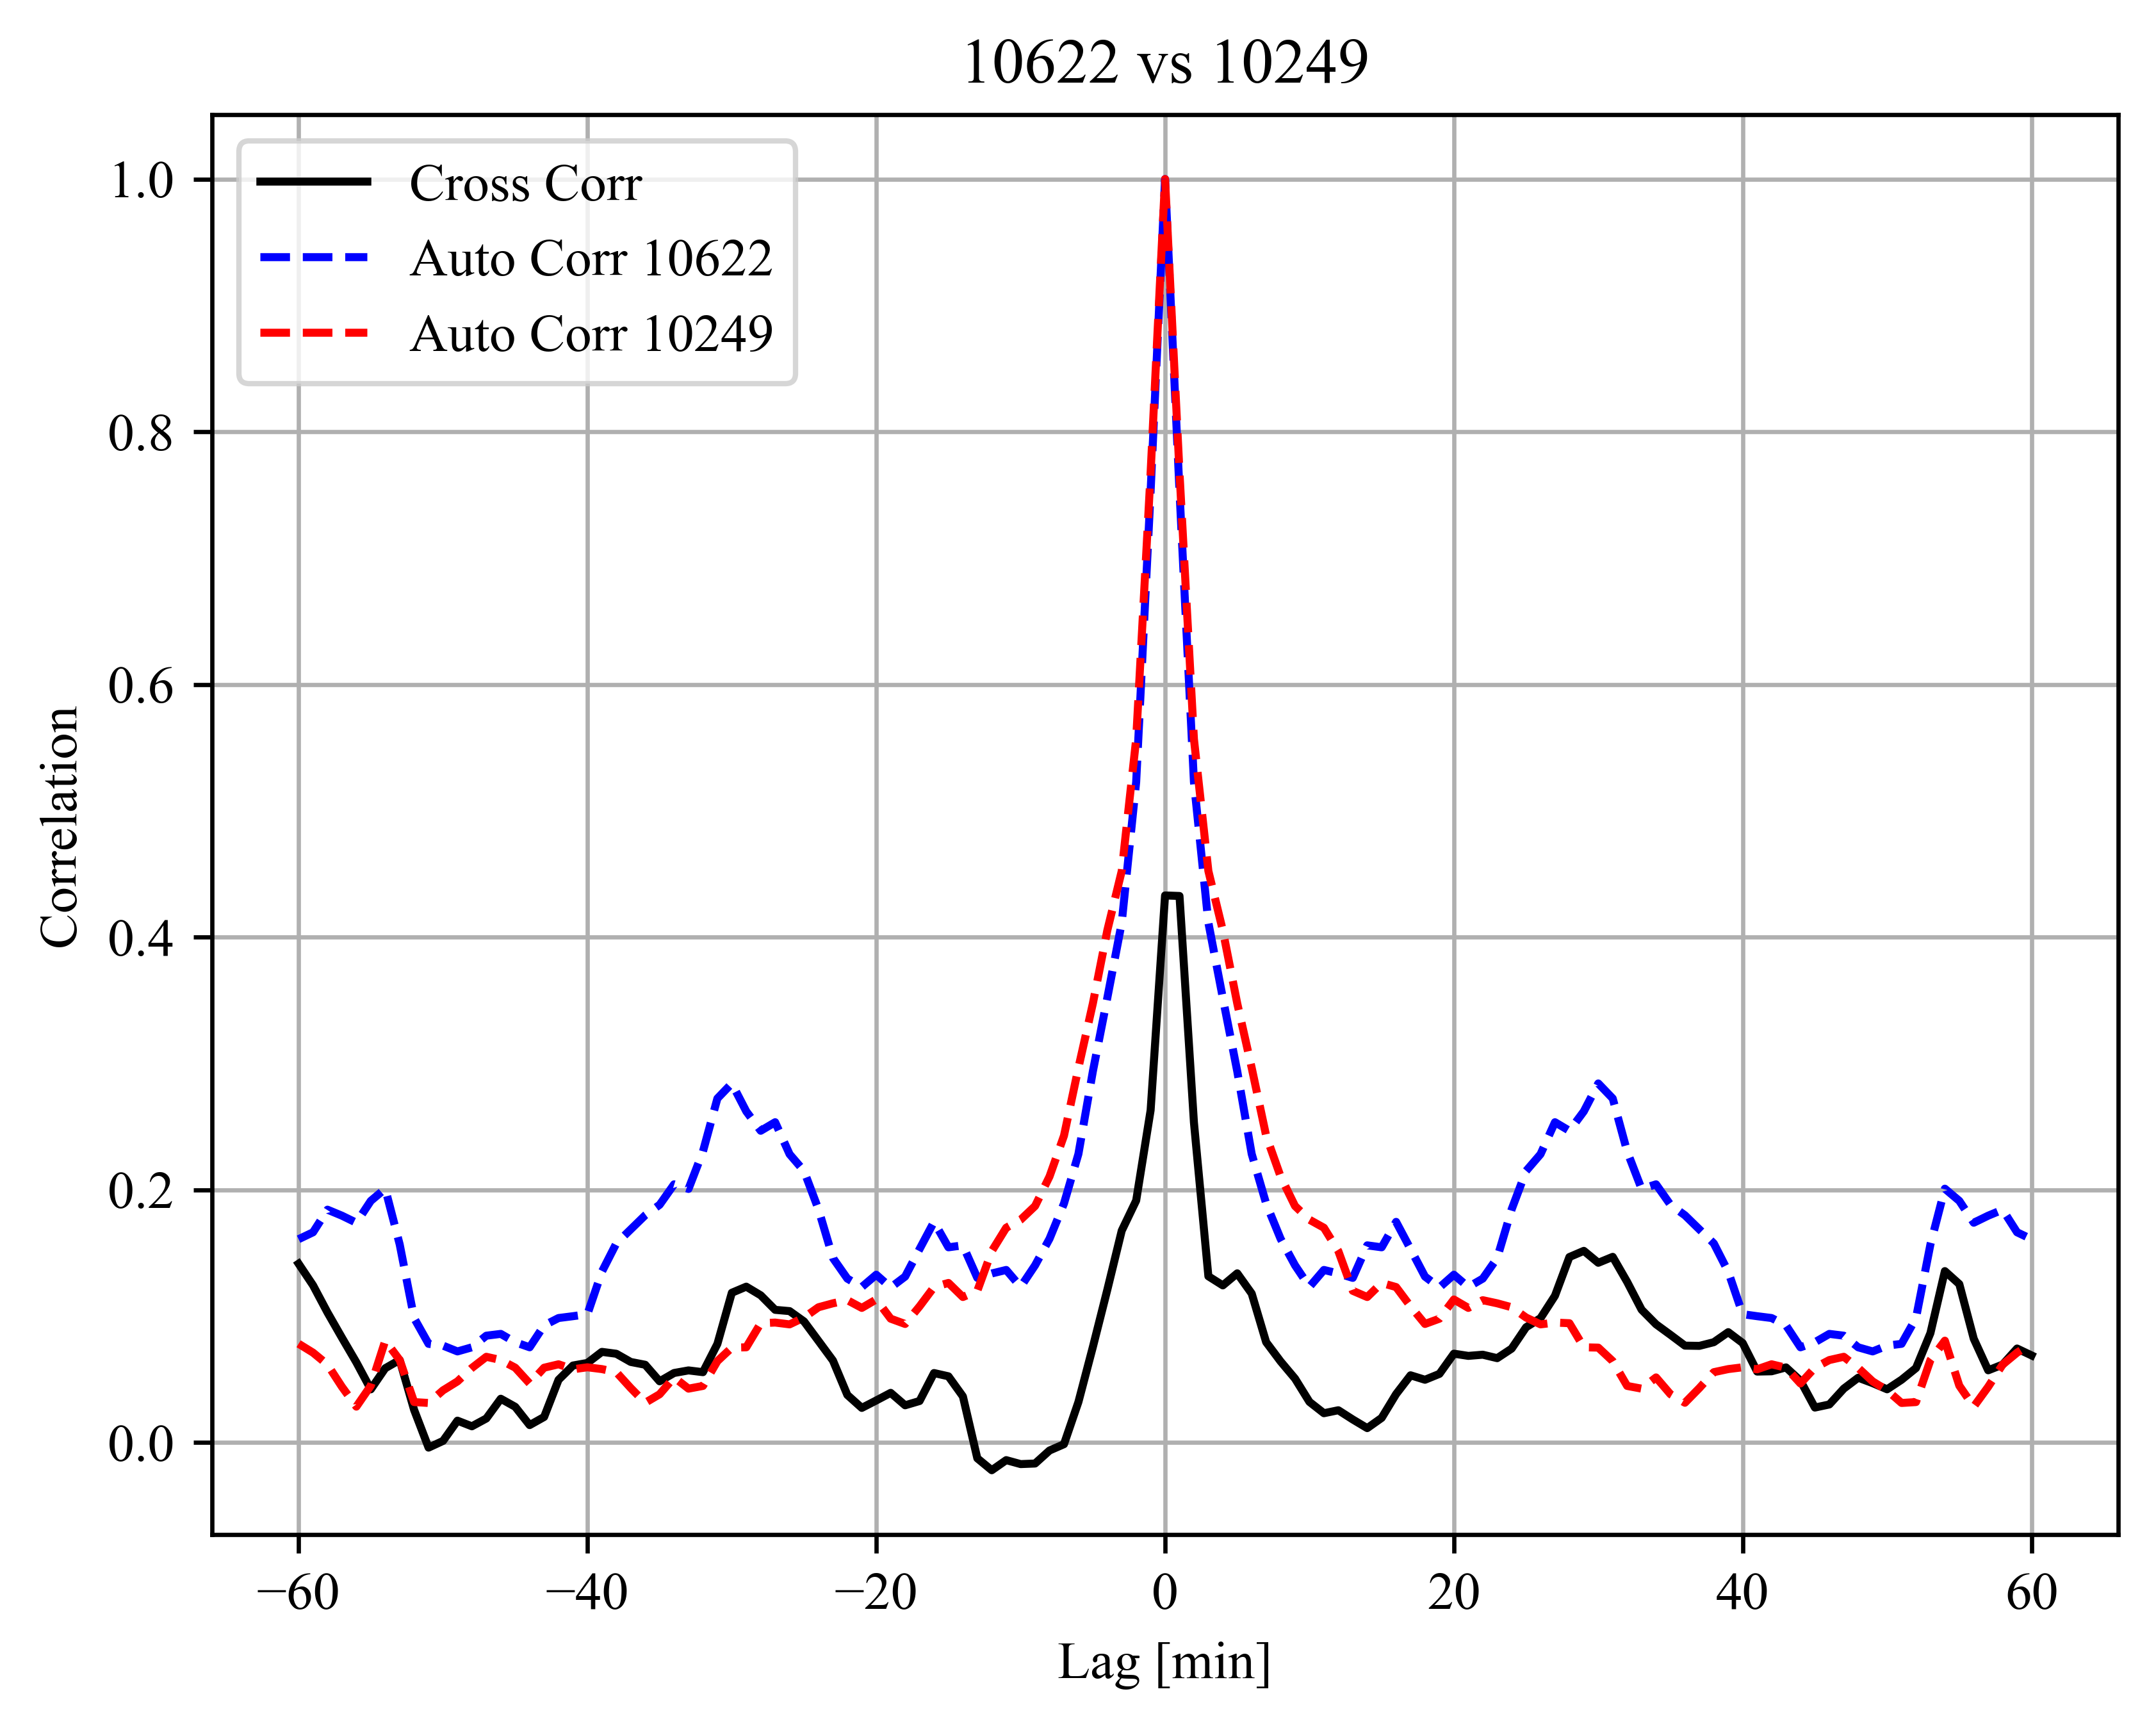 10622 vs 10249
Cross Corr
Auto Corr 10622
Auto Corr 10249
1.0
0.8
0.6
0.4
0.2
0.0
Correlation
−60 −40 −20 0 20 40 60
Lag [min]